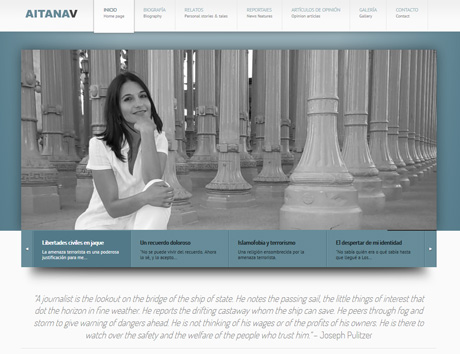 AITANAV
INICIO
Home page
BIOGRAFÍA
Biography
RELATOS
Personal stories & tales
REPORTAJES
News features
ARTÍCULOS DE OPINIÓN
Opinion articles
GALERÍA
Gallery
CONTACTO
Contact
Libertades civiles en jaque
La amenaza terrorista es una poderosa
justificación para me...
Un recuerdo doloroso
"No se puede vivir del recuerdo. Ahora
lo sé, y lo acepto...
Islamofobia y terrorismo
Una religión ensombrecida por la
amenaza terrorista.
El despertar de mi identidad
"No sabía quién era o qué sabía hasta
que llegué a Los...
"A journalist is the lookout on the bridge of the ship of state. He notes the passing sail, the little things of interest that
dot the horizon in fine weather. He reports the drifting castaway whom the ship can save. He peers through fog and
storm to give warning of dangers ahead. He is not thinking of his wages or of the profits of his owners. He is there to
watch over the safety and the welfare of the people who trust him." – Joseph Pulitzer